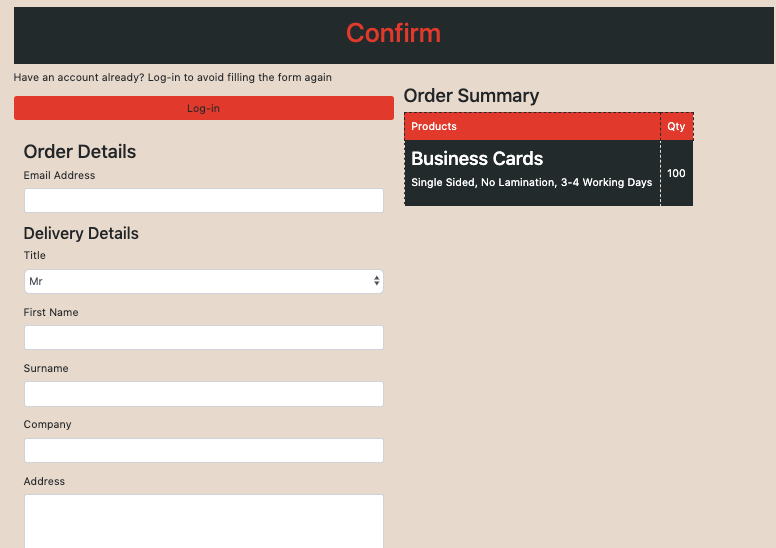 Confirm
Have an account already? Log-in to avoid filling the form again
Log-in
Order Details
Email Address
Delivery Details
Title
Mr
First Name
Surname
Company
Address
Order Summary
Products Qty
Business Cards
Single Sided, No Lamination, 3-4 Working Days
100